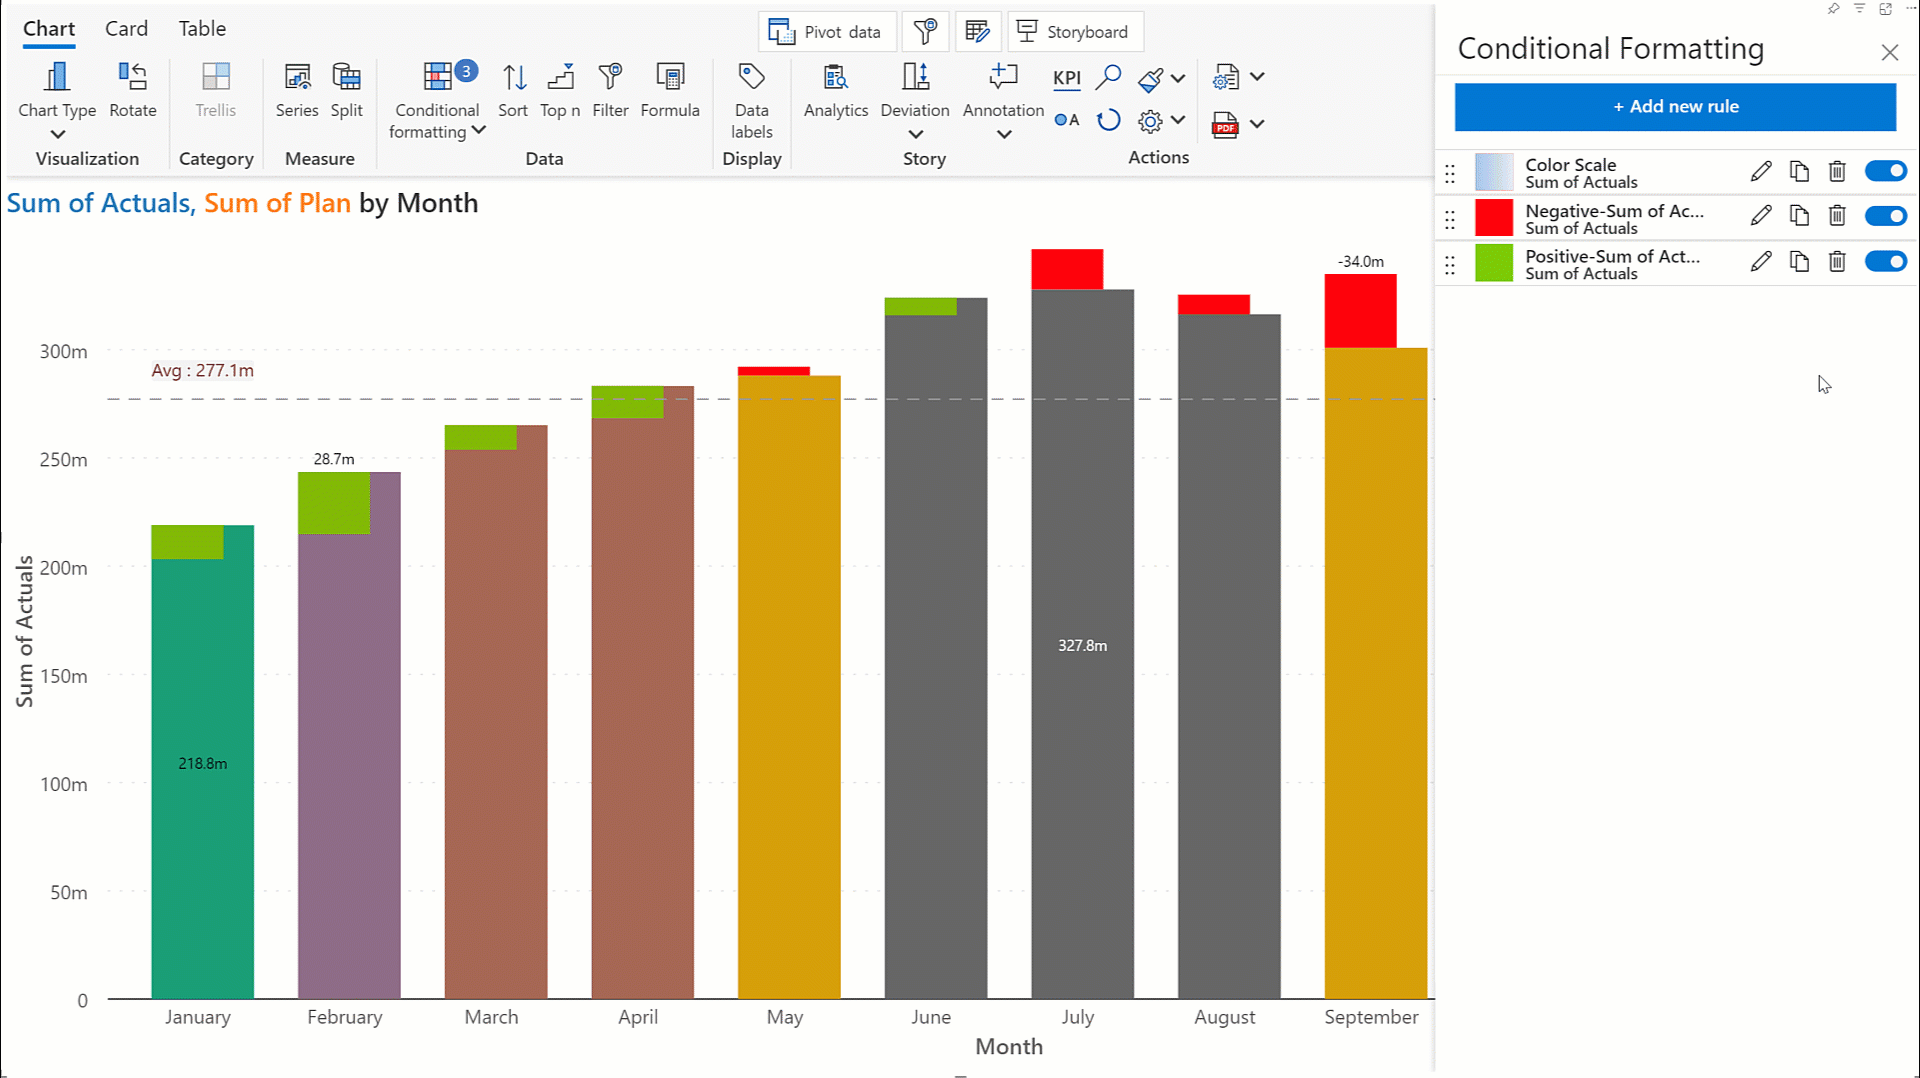 Chart Card Table
Pivot data
Storyboard
Chart Type
Rotate
Trellis
Series
Split
Conditional
formatting
3
Sort
Top n
Filter
Formula
Data
labels
Analytics
Deviation
Annotation
KPI
A
PDF
Visualization
Category
Measure
Data
Display
Story
Actions
Sum of Actuals, Sum of Plan by Month
Conditional Formatting
+ Add new rule
Color Scale
Sum of Actuals
Negative-Sum of Ac...
Sum of Actuals
Positive-Sum of Act...
Sum of Actuals
-34.0m
300m
Avg : 277.1m
28.7m
250m
200m
327.8m
150m
218.8m
100m
50m
0
Sum of Actuals
January February March April May June July August September
Month